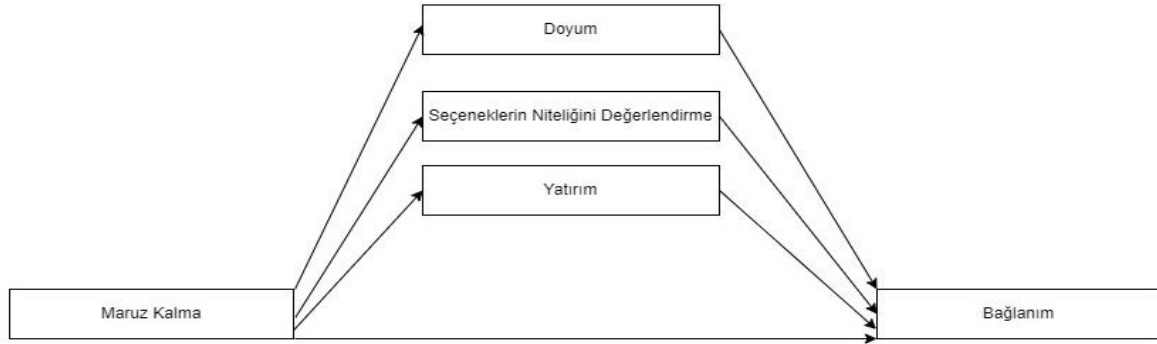 Doyum
Seçeneklerin Niteliğini Değerlendirme
Yatırım
Maruz Kalma
Bağlanım